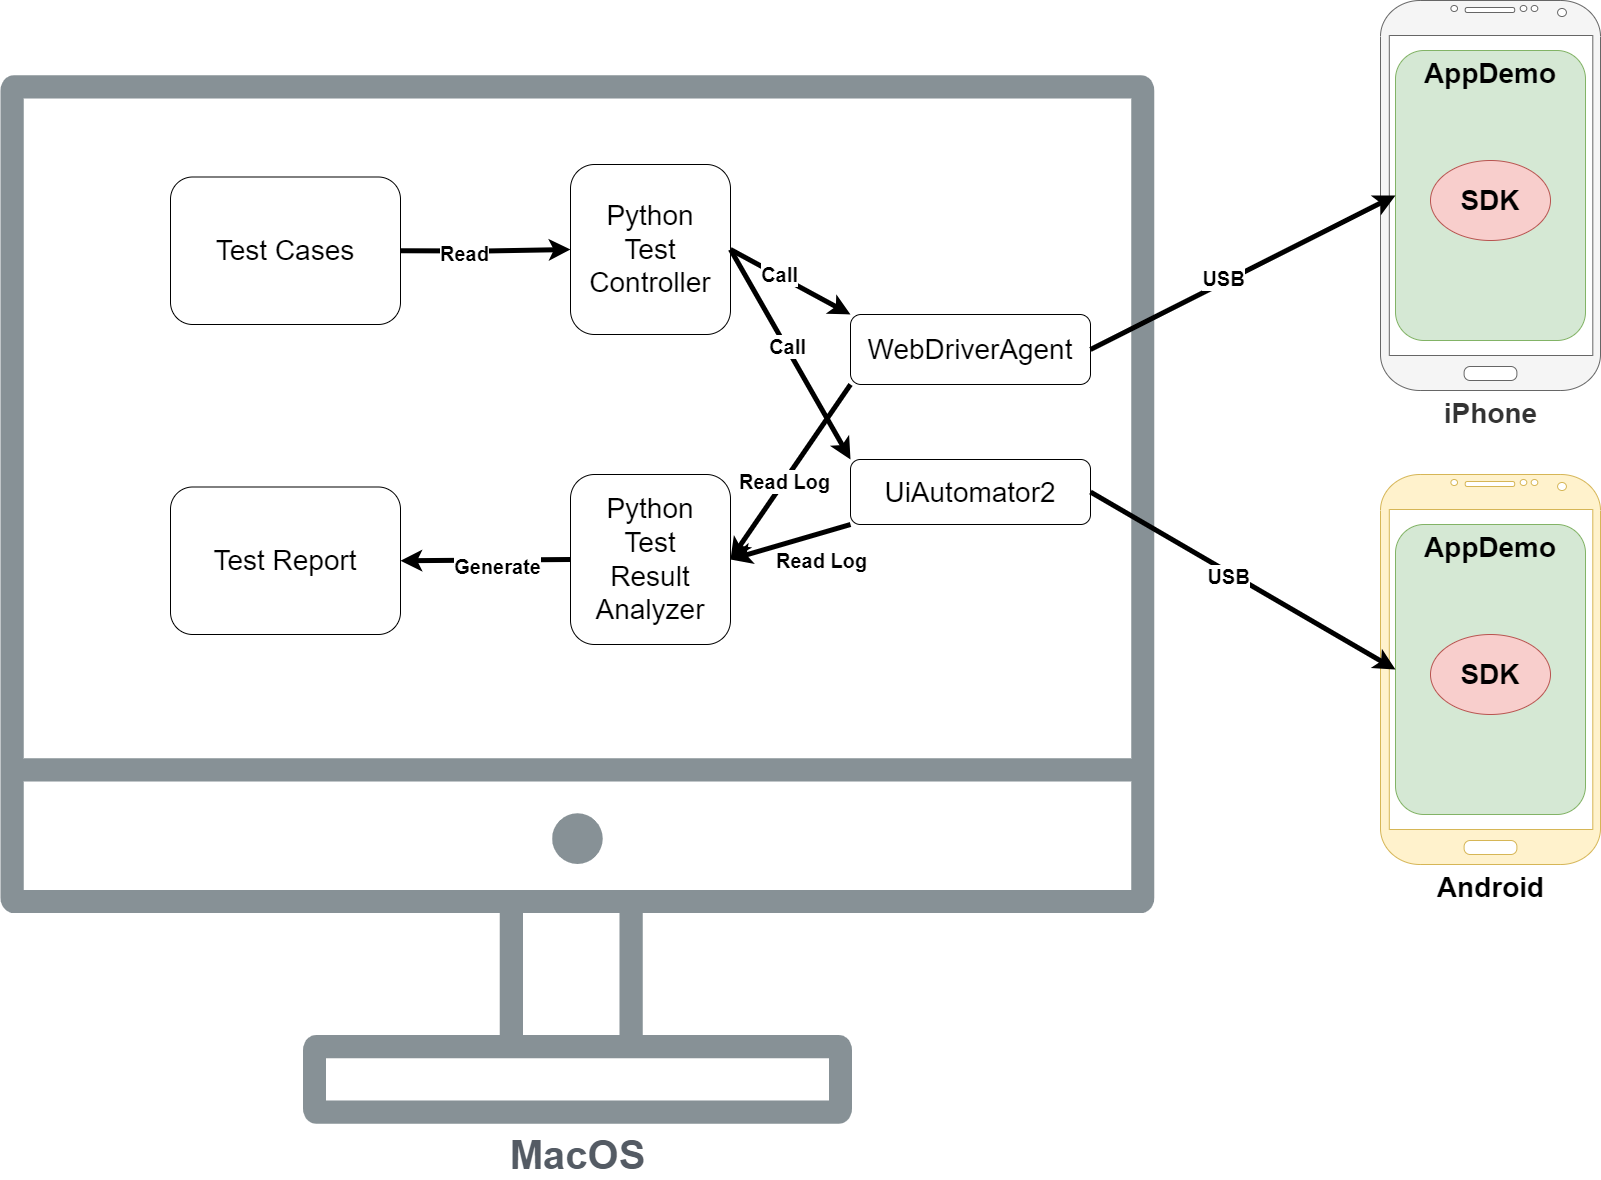 Test Cases
Read
Python
Test
Controller
Call
Call
WebDriverAgent
USB
AppDemo
SDK
iPhone
Test Report
Generate
Python
Test
Result
Analyzer
Read Log
Read Log
UiAutomator2
USB
AppDemo
SDK
Android
MacOS